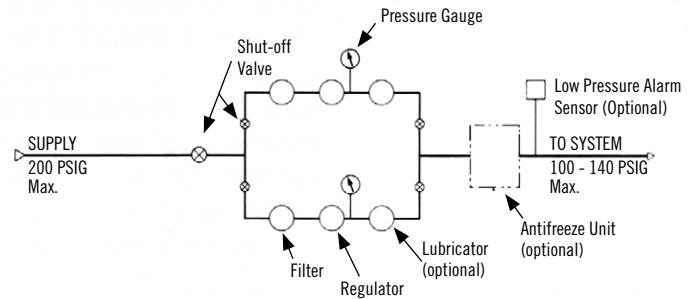 Pressure Gauge
Shut-off
Valve
Low Pressure Alarm
Sensor (Optional)
SUPPLY
200 PSIG
Max.
TO SYSTEM
100 - 140 PSIG
Max.
Antifreeze Unit
(optional)
Lubricator
(optional)
Filter
Regulator